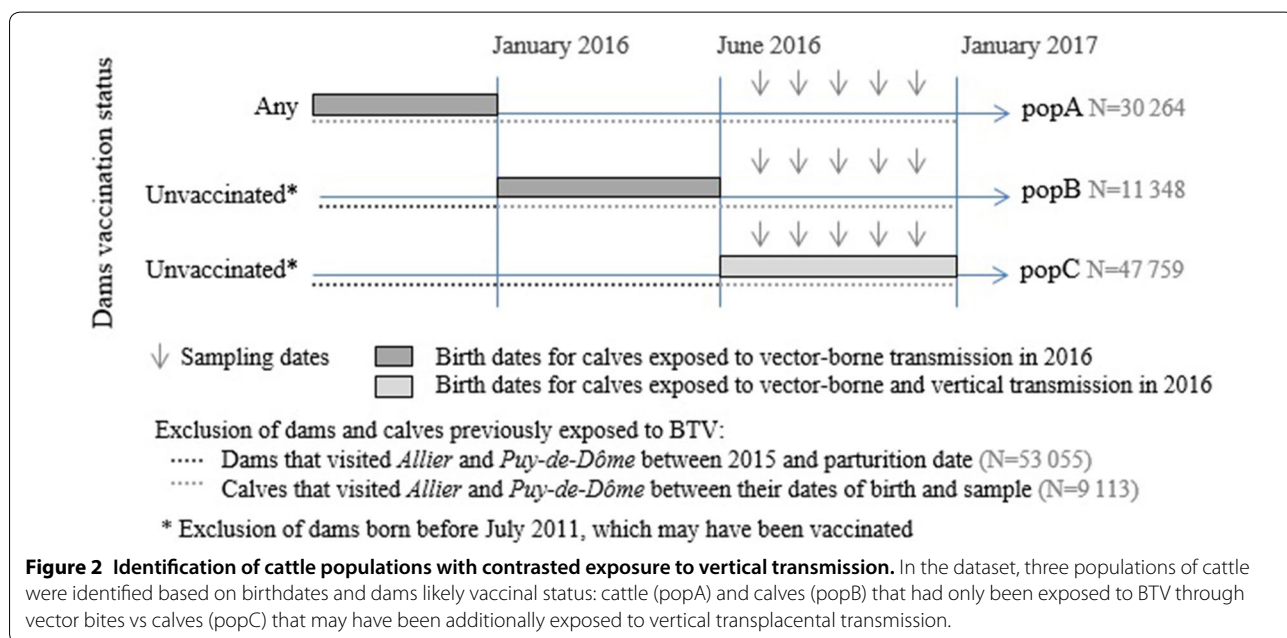 January 2016 June 2016 January 2017
Dams vaccination status
Any popA N=30 264
Unvaccinated* popB N=11 348
Unvaccinated* popC N=47 759
Sampling dates Birth dates for calves exposed to vector-borne transmission in 2016
Birth dates for calves exposed to vector-borne and vertical transmission in 2016
Exclusion of dams and calves previously exposed to BTV:
Dams that visited Allier and Puy-de-Dôme between 2015 and parturition date (N=53 055)
Calves that visited Allier and Puy-de-Dôme between their dates of birth and sample (N=9 113)
* Exclusion of dams born before July 2011, which may have been vaccinated
Figure 2 Identification of cattle populations with contrasted exposure to vertical transmission. In the dataset, three populations of cattle
were identified based on birthdates and dams likely vaccinal status: cattle (popA) and calves (popB) that had only been exposed to BTV through
vector bites vs calves (popC) that may have been additionally exposed to vertical transplacental transmission.